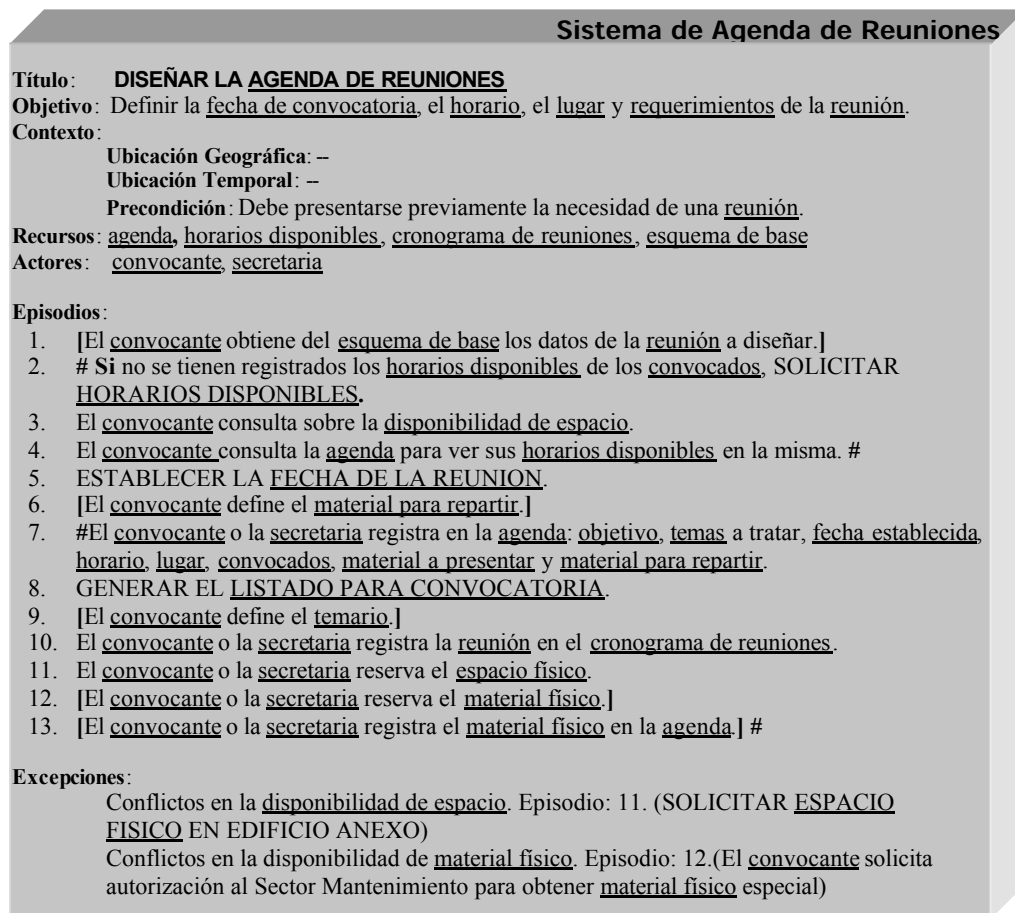 Sistema de Agenda de Reuniones
Título: DISEÑAR LA AGENDA DE REUNIONES
Objetivo: Definir la fecha de convocatoria, el horario, el lugar y requerimientos de la reunión.
Contexto:
Ubicación Geográfica: --
Ubicación Temporal: --
Precondición: Debe presentarse previamente la necesidad de una reunión.
Recursos: agenda, horarios disponibles, cronograma de reuniones, esquema de base
Actores: convocante, secretaria
Episodios:
1. [El convocante obtiene del esquema de base los datos de la reunión a diseñar.]
2. # Si no se tienen registrados los horarios disponibles de los convocados, SOLICITAR
HORARIOS DISPONIBLES.
3. El convocante consulta sobre la disponibilidad de espacio.
4. El convocante consulta la agenda para ver sus horarios disponibles en la misma. #
5. ESTABLECER LA FECHA DE LA REUNION.
6. [El convocante define el material para repartir.]
7. #El convocante o la secretaria registra en la agenda: objetivo, temas a tratar, fecha establecida,
horario, lugar, convocados, material a presentar y material para repartir.
8. GENERAR EL LISTADO PARA CONVOCATORIA.
9. [El convocante define el temario.]
10. El convocante o la secretaria registra la reunión en el cronograma de reuniones.
11. El convocante o la secretaria reserva el espacio físico.
12. [El convocante o la secretaria reserva el material físico.]
13. [El convocante o la secretaria registra el material físico en la agenda.] #
Excepciones:
Conflictos en la disponibilidad de espacio. Episodio: 11. (SOLICITAR ESPACIO
FISICO EN EDIFICIO ANEXO)
Conflictos en la disponibilidad de material físico. Episodio: 12.(El convocante solicita
autorización al Sector Mantenimiento para obtener material físico especial)